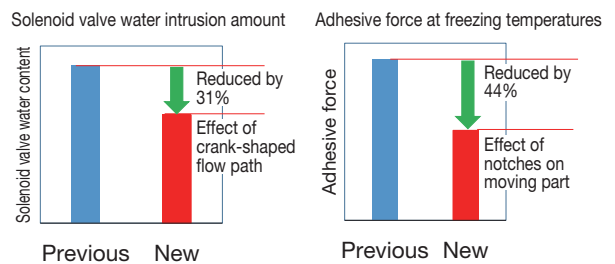 Solenoid valve water intrusion amount
Solenoid valve water content
Reduced by
31%
Effect of
crank-shaped
flow path
Previous New
Adhesive force at freezing temperatures
Adhesive force
Reduced by
44%
Effect of
notches on
moving part
Previous New